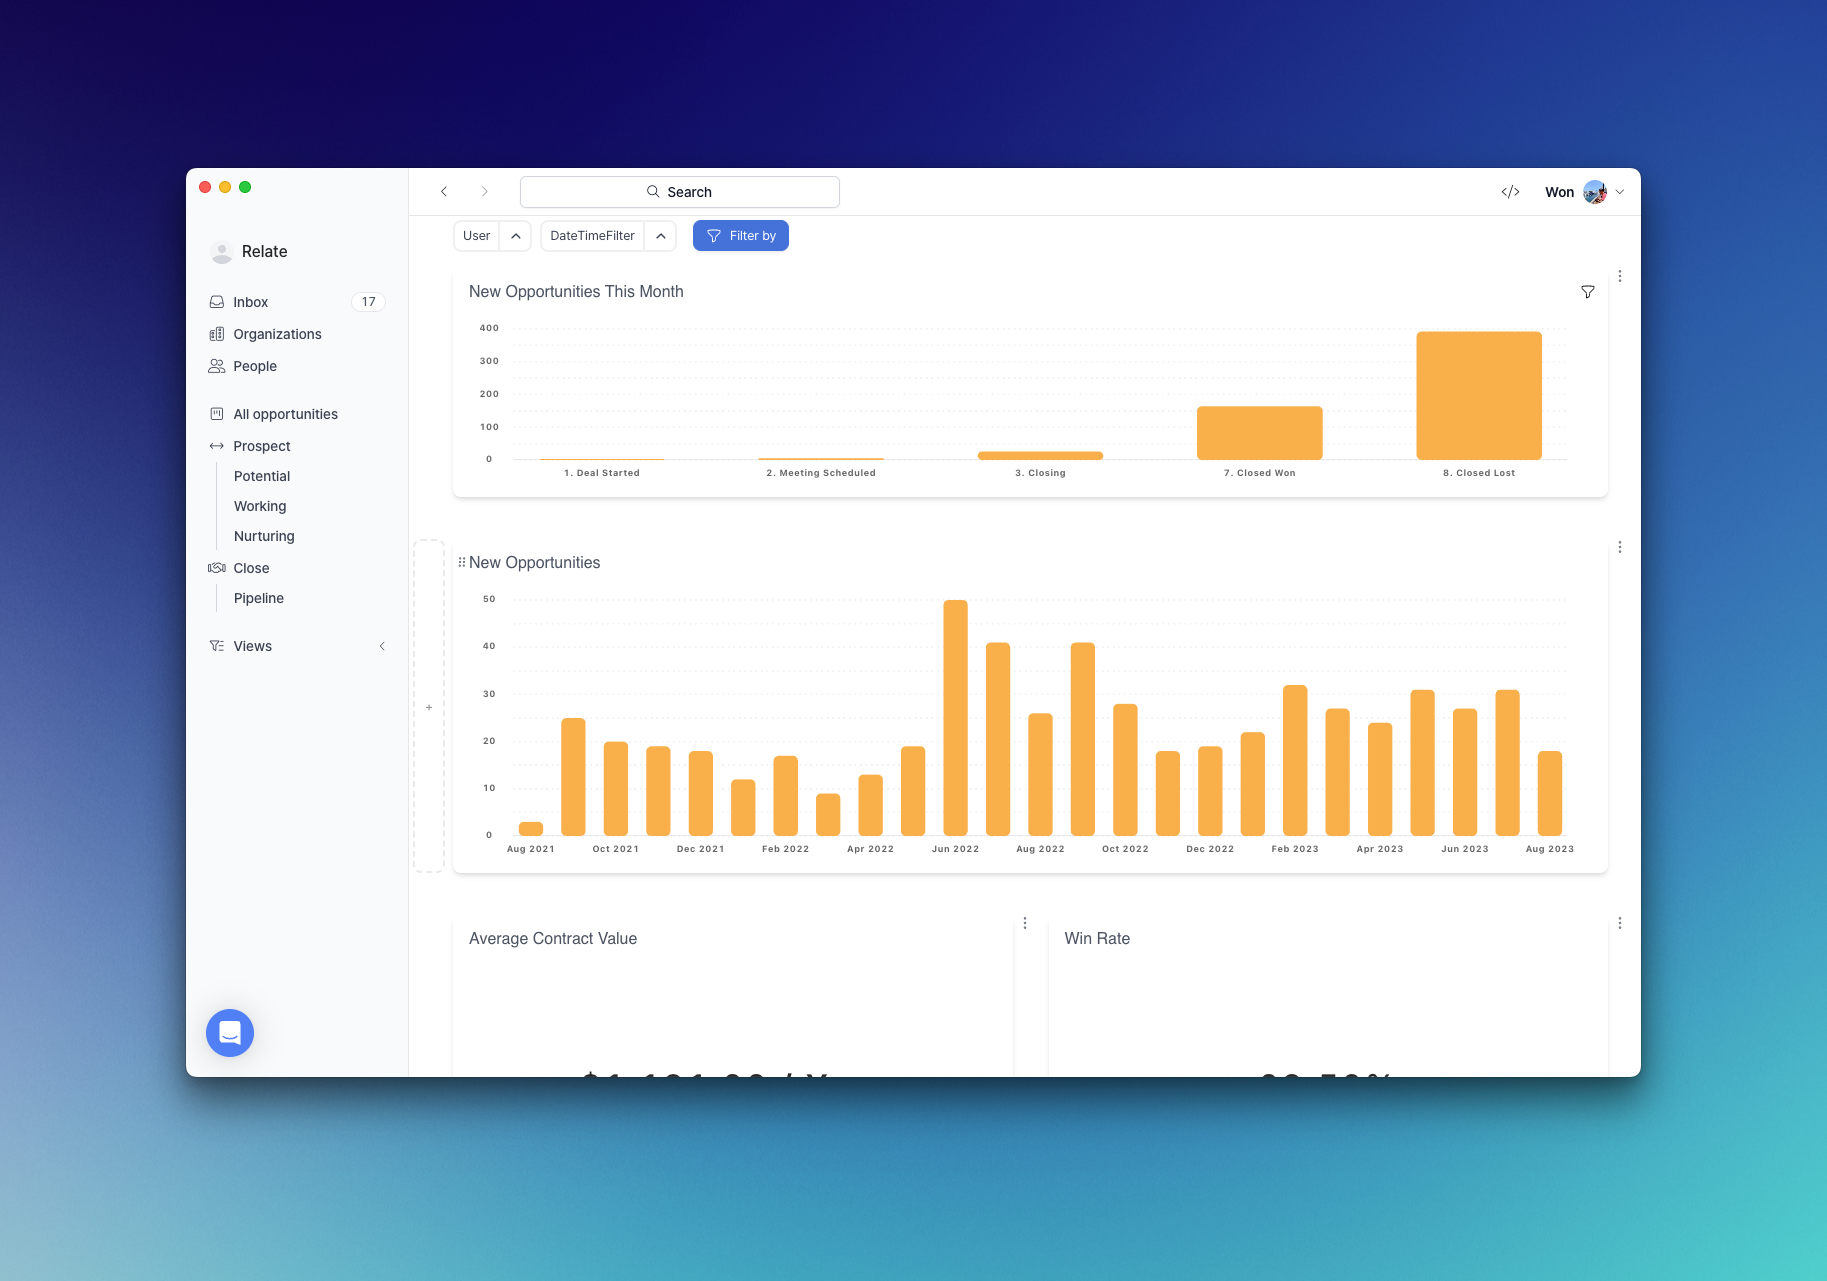 Search
Won
User
DateTimeFilter
Filter by
Relate
Inbox
17
Organizations
People
All opportunities
Prospect
Potential
Working
Nurturing
Close
Pipeline
Views
New Opportunities This Month
400
300
200
100
0
1. Deal Started
2. Meeting Scheduled
3. Closing
7. Closed Won
8. Closed Lost
New Opportunities
50
40
30
20
10
0
Aug 2021
Oct 2021
Dec 2021
Feb 2022
Apr 2022
Jun 2022
Aug 2022
Oct 2022
Dec 2022
Feb 2023
Apr 2023
Jun 2023
Aug 2023
Average Contract Value
Win Rate